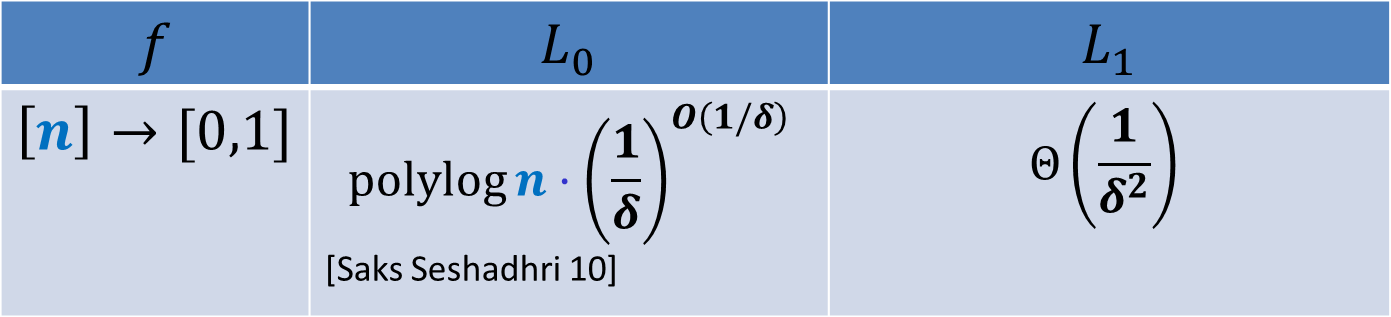 f L₀ L₁
[n] → [0,1] polylog n · (1/δ)^O(1/δ) Θ(1/δ²)
[Saks Seshadhri 10]